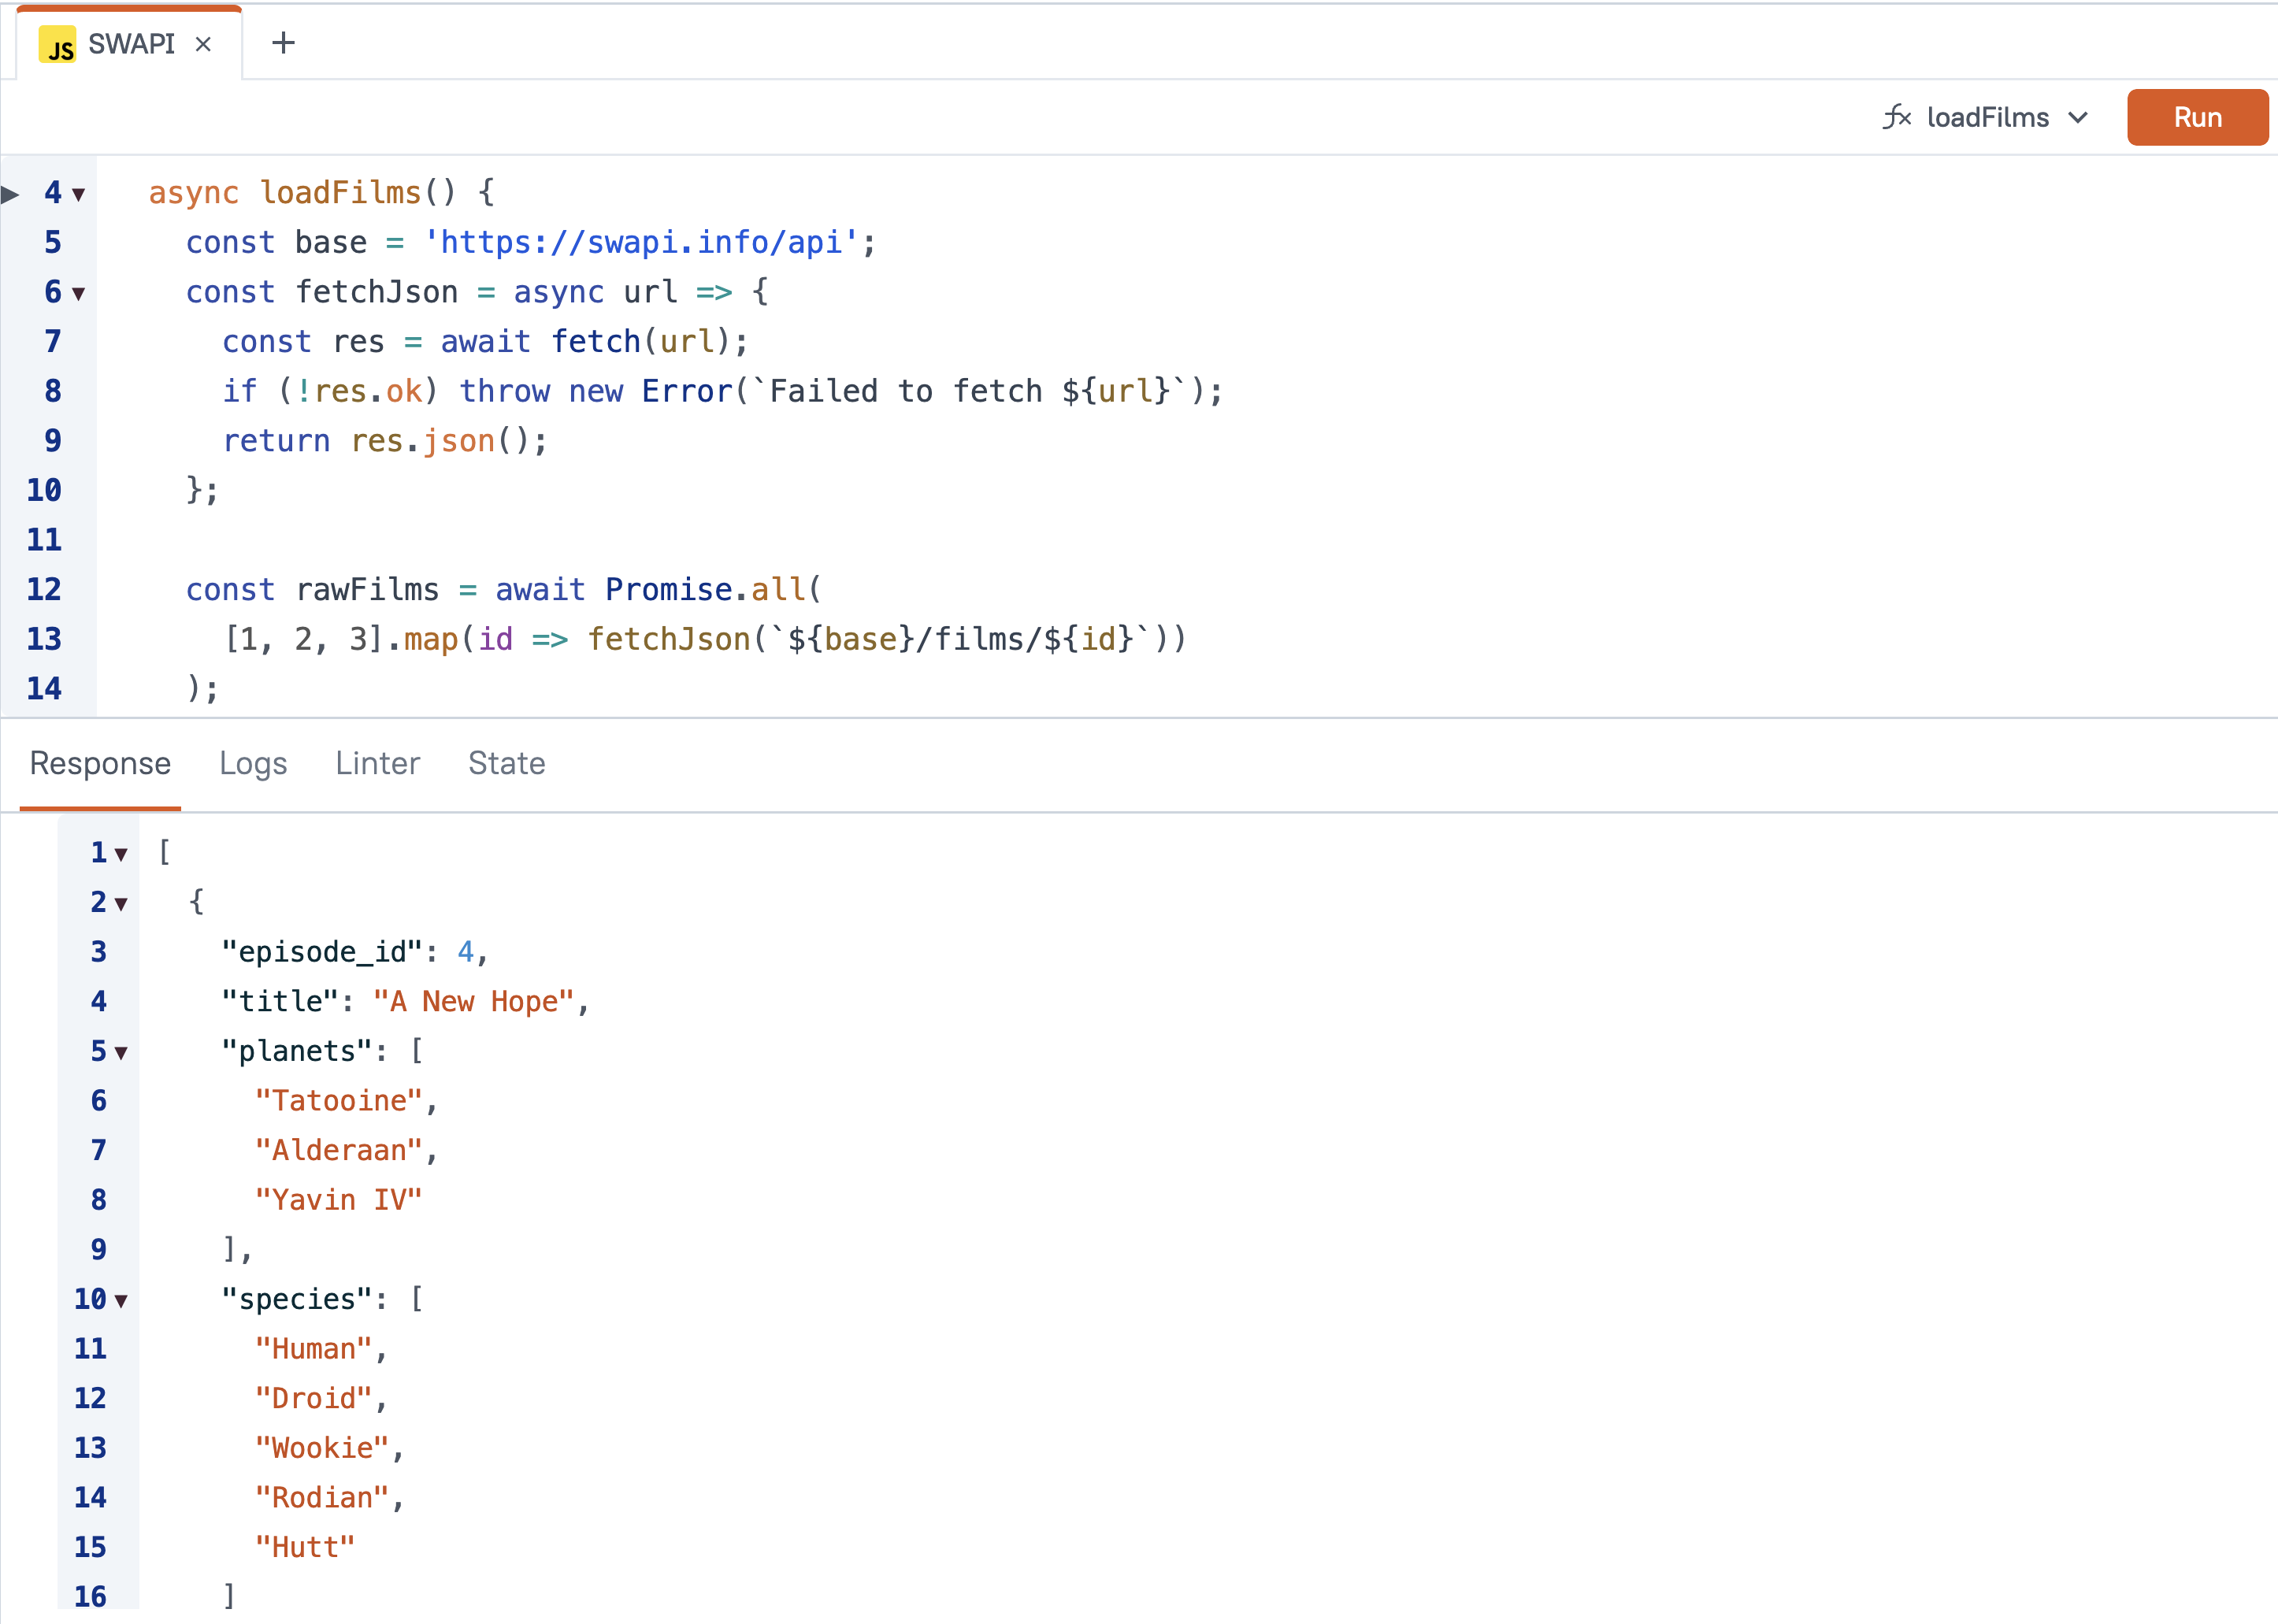 JS SWAPI × +
fx loadFilms Run
4 async loadFilms() {
5 const base = 'https://swapi.info/api';
6 const fetchJson = async url => {
7 const res = await fetch(url);
8 if (!res.ok) throw new Error(`Failed to fetch ${url}`);
9 return res.json();
10 };
11
12 const rawFilms = await Promise.all(
13 [1, 2, 3].map(id => fetchJson(`${base}/films/${id}`))
14 );
Response Logs Linter State
1 [
2 {
3 "episode_id": 4,
4 "title": "A New Hope",
5 "planets": [
6 "Tatooine",
7 "Alderaan",
8 "Yavin IV"
9 ],
10 "species": [
11 "Human",
12 "Droid",
13 "Wookie",
14 "Rodian",
15 "Hutt"
16 ]